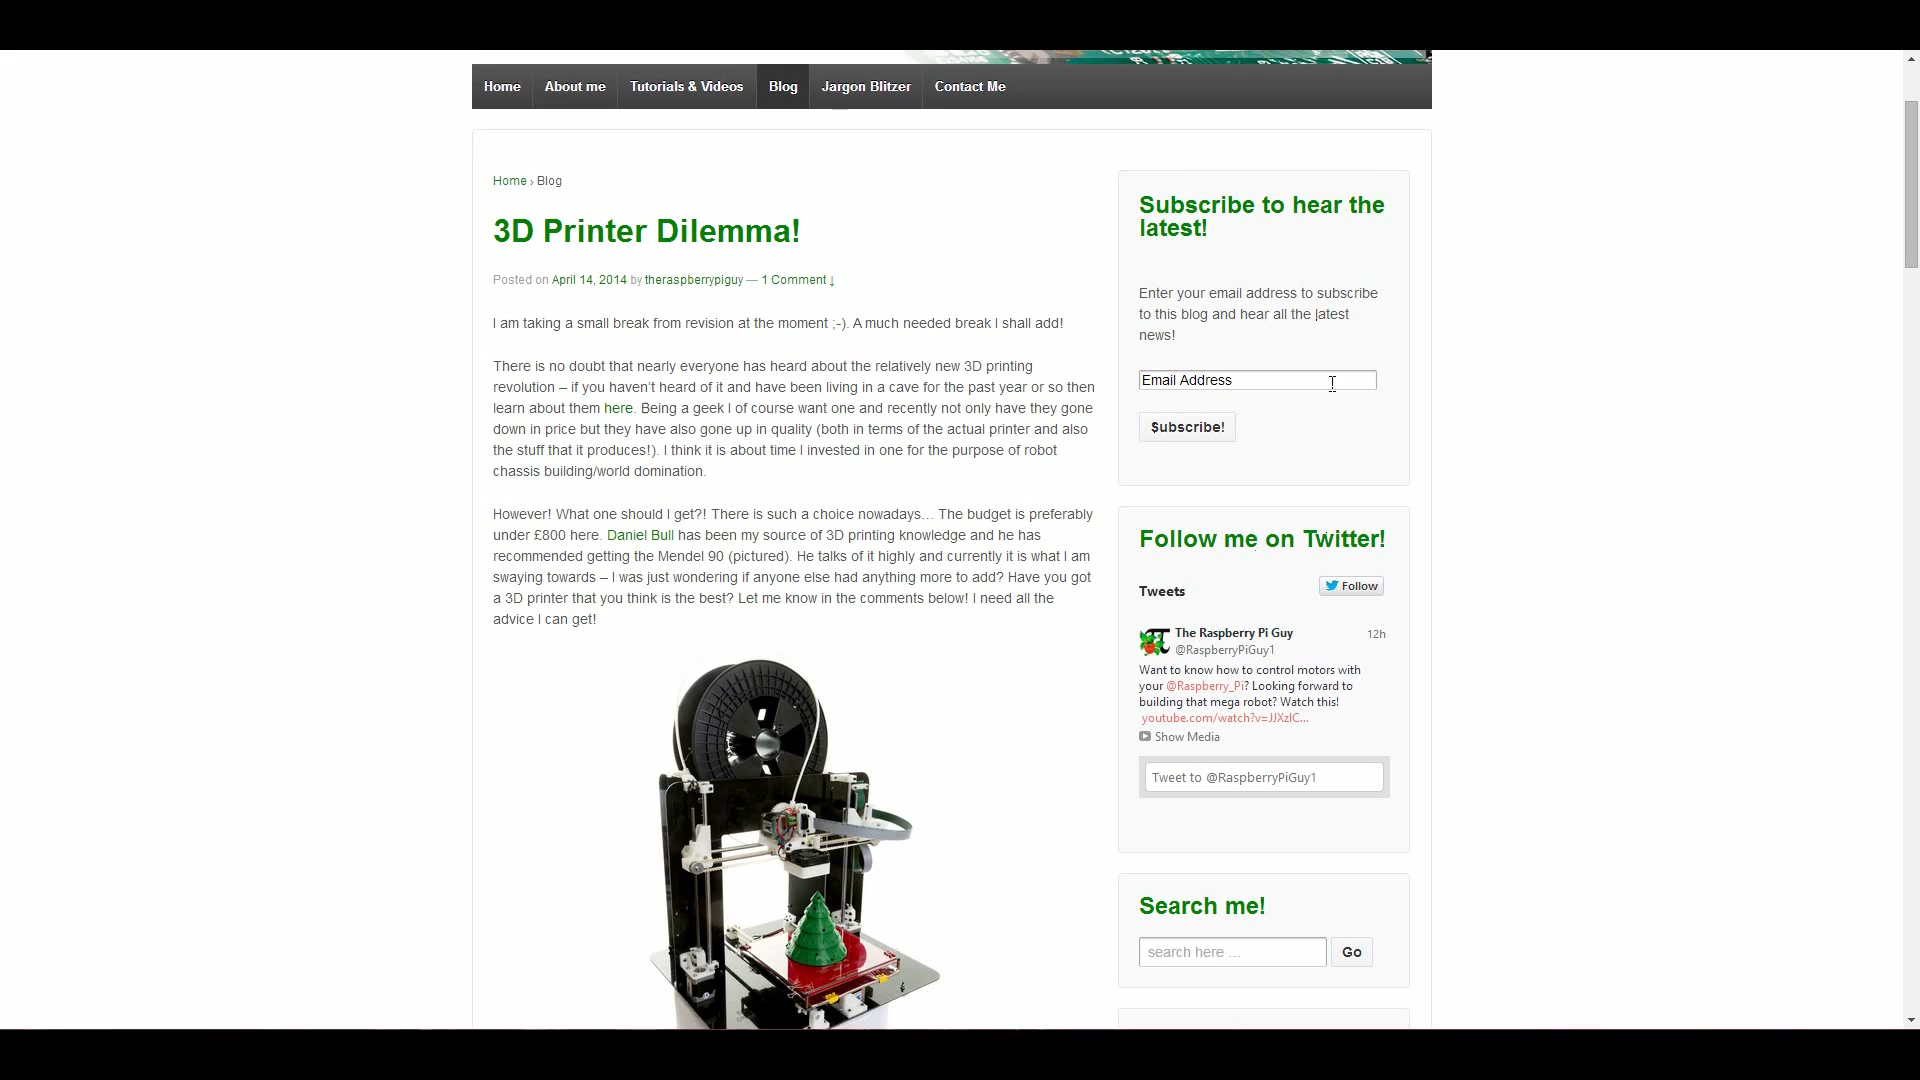 Home About me Tutorials & Videos Blog Jargon Blitzer Contact Me
Home › Blog
3D Printer Dilemma!
Posted on April 14, 2014 by theraspberrypiguy — 1 Comment ↓
I am taking a small break from revision at the moment ;-). A much needed break I shall add!
There is no doubt that nearly everyone has heard about the relatively new 3D printing
revolution – if you haven't heard of it and have been living in a cave for the past year or so then
learn about them here. Being a geek I of course want one and recently not only have they gone
down in price but they have also gone up in quality (both in terms of the actual printer and also
the stuff that it produces!). I think it is about time I invested in one for the purpose of robot
chassis building/world domination.
However! What one should I get?! There is such a choice nowadays… The budget is preferably
under £800 here. Daniel Bull has been my source of 3D printing knowledge and he has
recommended getting the Mendel 90 (pictured). He talks of it highly and currently it is what I am
swaying towards – I was just wondering if anyone else had anything more to add? Have you got
a 3D printer that you think is the best? Let me know in the comments below! I need all the
advice I can get!
Subscribe to hear the
latest!
Enter your email address to subscribe
to this blog and hear all the latest
news!
Email Address
Subscribe!
Follow me on Twitter!
Tweets Follow
The Raspberry Pi Guy 12h
@RaspberryPiGuy1
Want to know how to control motors with
your @Raspberry_Pi? Looking forward to
building that mega robot? Watch this!
youtube.com/watch?v=JJXzIC…
Show Media
Tweet to @RaspberryPiGuy1
Search me!
search here …
Go